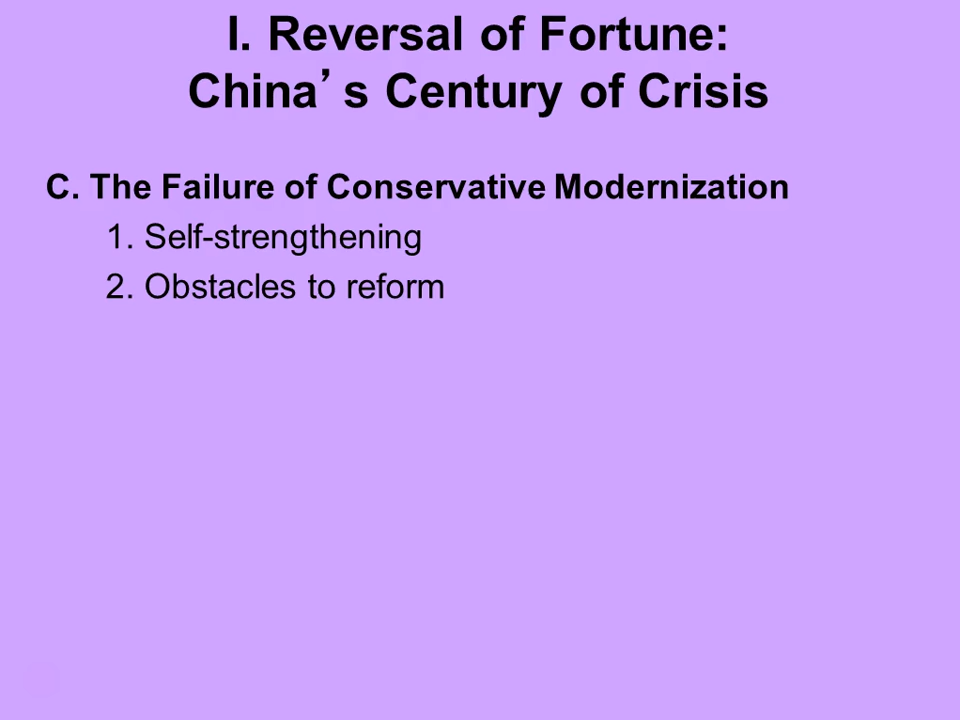 I. Reversal of Fortune:
China’s Century of Crisis
C. The Failure of Conservative Modernization
1. Self-strengthening
2. Obstacles to reform